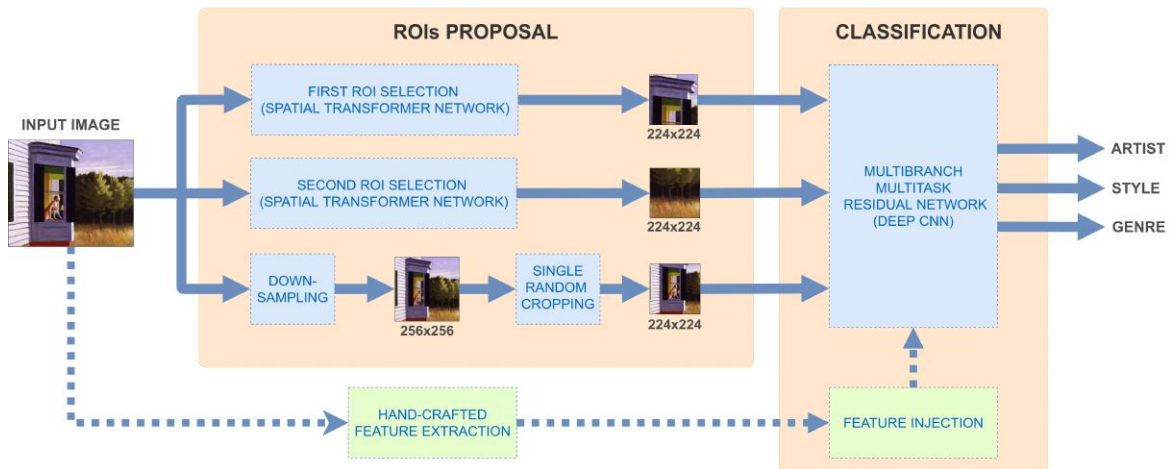 ROIs PROPOSAL
CLASSIFICATION
INPUT IMAGE
FIRST ROI SELECTION
(SPATIAL TRANSFORMER NETWORK)
224x224
SECOND ROI SELECTION
(SPATIAL TRANSFORMER NETWORK)
224x224
DOWN-
SAMPLING
256x256
SINGLE
RANDOM
CROPPING
224x224
MULTIBRANCH
MULTITASK
RESIDUAL NETWORK
(DEEP CNN)
ARTIST
STYLE
GENRE
HAND-CRAFTED
FEATURE EXTRACTION
FEATURE INJECTION